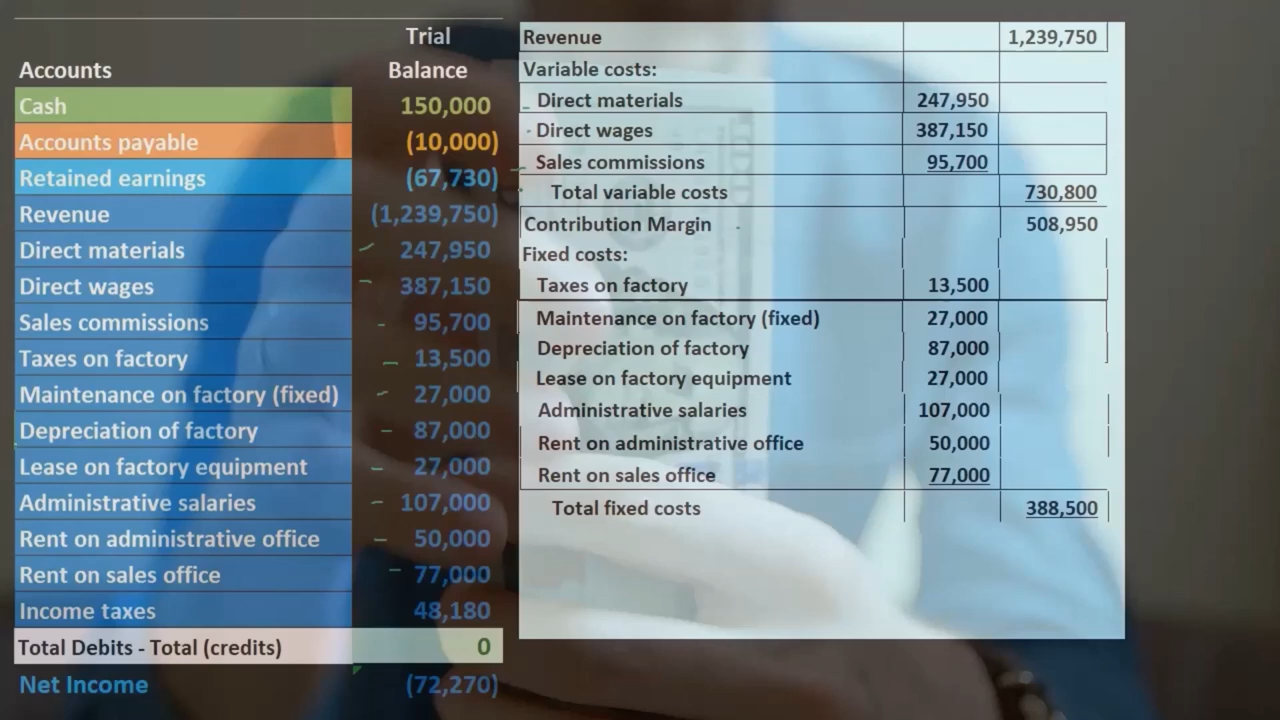 Trial
Accounts Balance
Cash 150,000
Accounts payable (10,000)
Retained earnings (67,730)
Revenue (1,239,750)
Direct materials 247,950
Direct wages 387,150
Sales commissions 95,700
Taxes on factory 13,500
Maintenance on factory (fixed) 27,000
Depreciation of factory 87,000
Lease on factory equipment 27,000
Administrative salaries 107,000
Rent on administrative office 50,000
Rent on sales office 77,000
Income taxes 48,180
Total Debits - Total (credits) 0
Net Income (72,270)
Revenue 1,239,750
Variable costs:
Direct materials 247,950
Direct wages 387,150
Sales commissions 95,700
Total variable costs 730,800
Contribution Margin 508,950
Fixed costs:
Taxes on factory 13,500
Maintenance on factory (fixed) 27,000
Depreciation of factory 87,000
Lease on factory equipment 27,000
Administrative salaries 107,000
Rent on administrative office 50,000
Rent on sales office 77,000
Total fixed costs 388,500